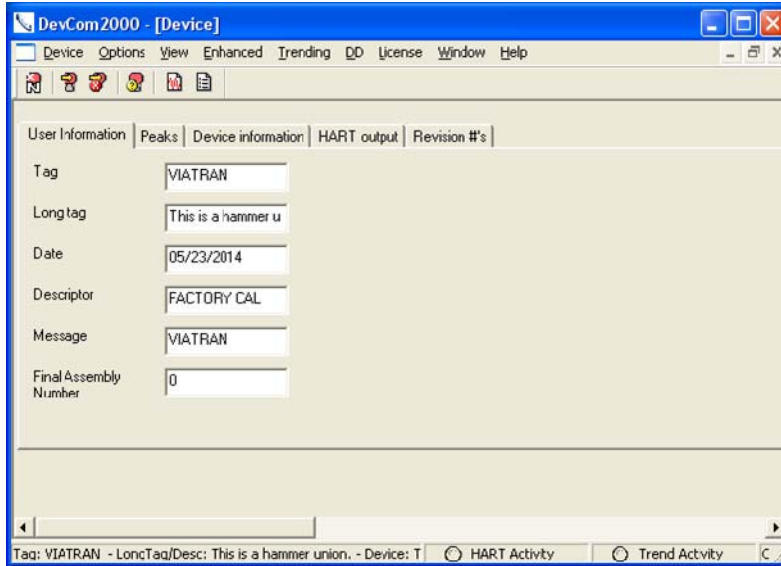 DevCom2000 - [Device]
Device Options View Enhanced Trending DD License Window Help
User Information Peaks Device information HART output Revision #'s
Tag VIATRAN
Long tag This is a hammer u
Date 05/23/2014
Descriptor FACTORY CAL
Message VIATRAN
Final Assembly Number 0
Tag: VIATRAN - LongTag/Desc: This is a hammer union. - Device: T HART Activty Trend Actvity C